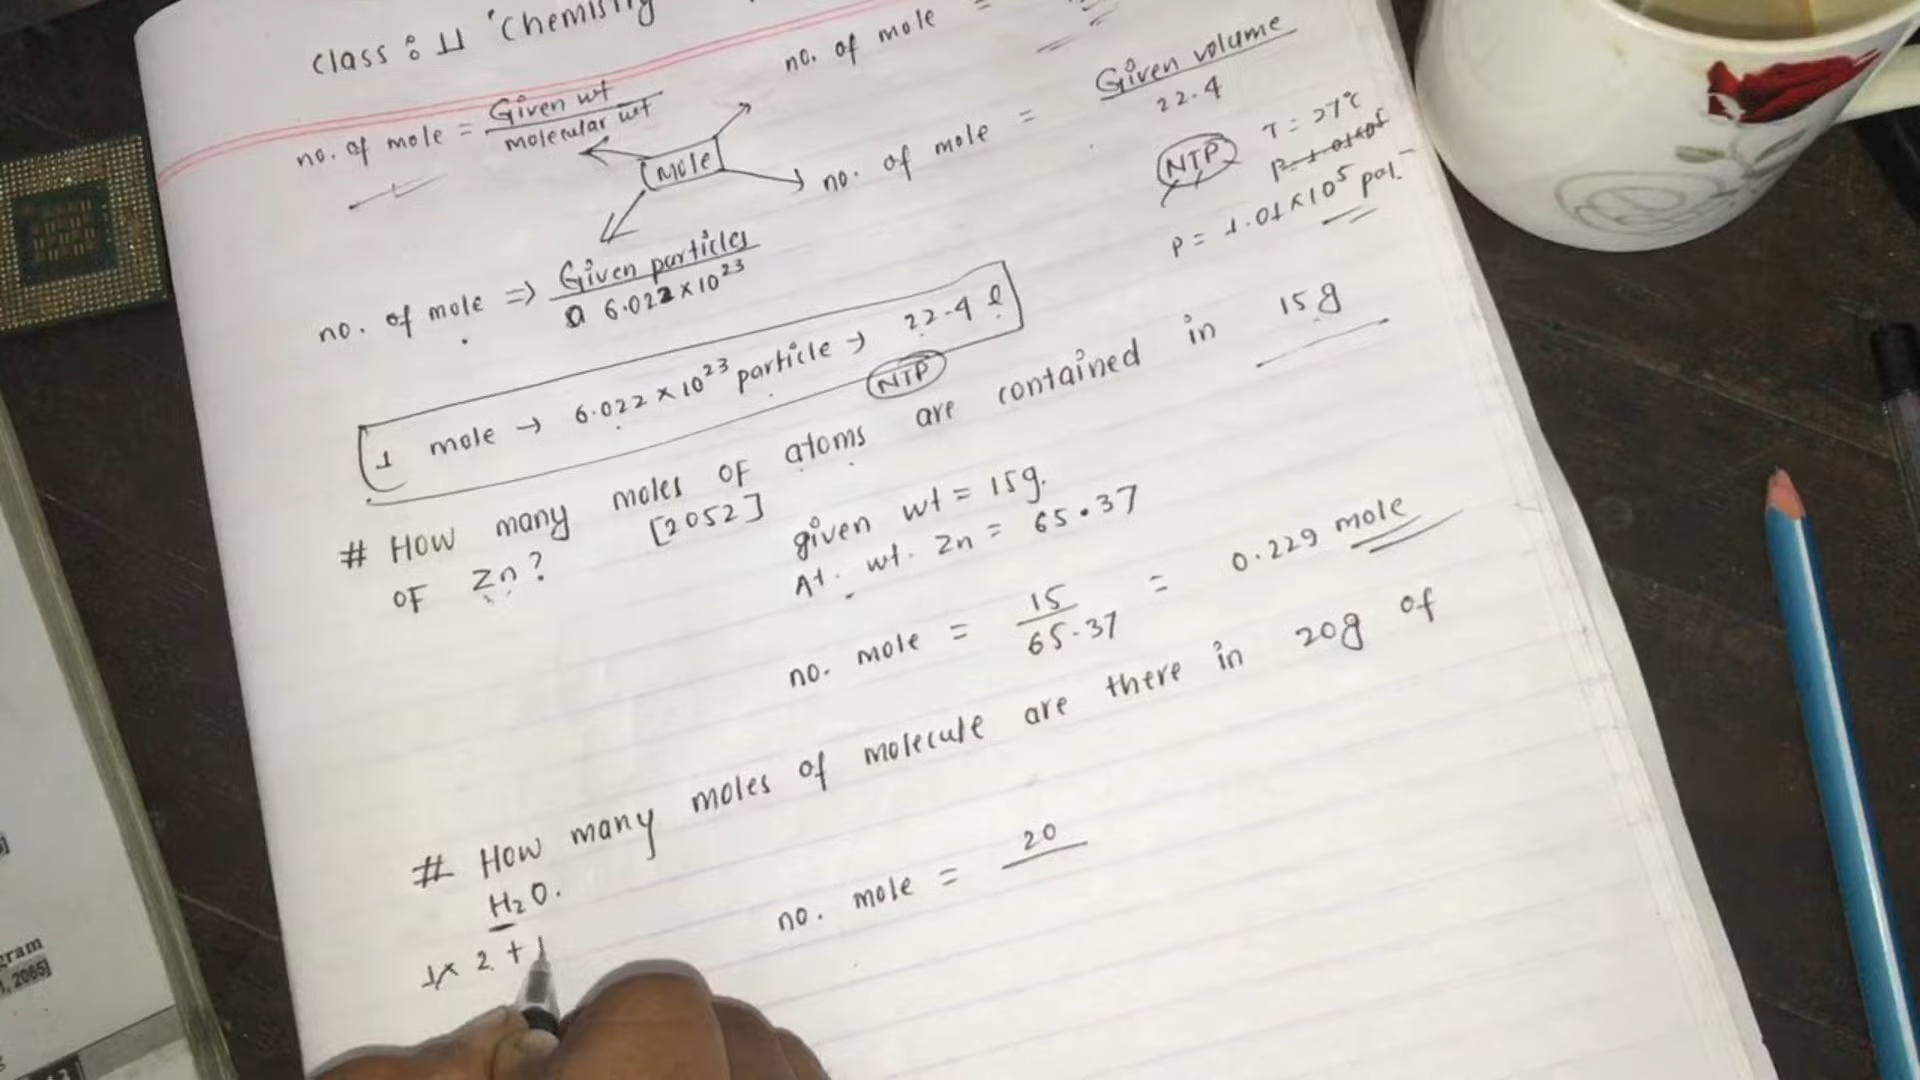 class : 11 "Chemistry
no. of mole = Given wt / molecular wt
no. of mole =
mole
no. of mole = Given volume / 22.4
NTP T = 27°C
P = 1.01×10⁵ pal.
no. of mole => Given particles / 6.022×10²³
1 mole → 6.022×10²³ particle → 22.4 l
NTP
# How many moles of atoms are contained in 15g
of Zn? [2052]
given wt = 15g.
At. wt. Zn = 65.37
no. mole = 15 / 65.37 = 0.229 mole
# How many moles of molecule are there in 20g of
H₂O.
1× 2 + 1
no. mole = 20
gram
, 2065]